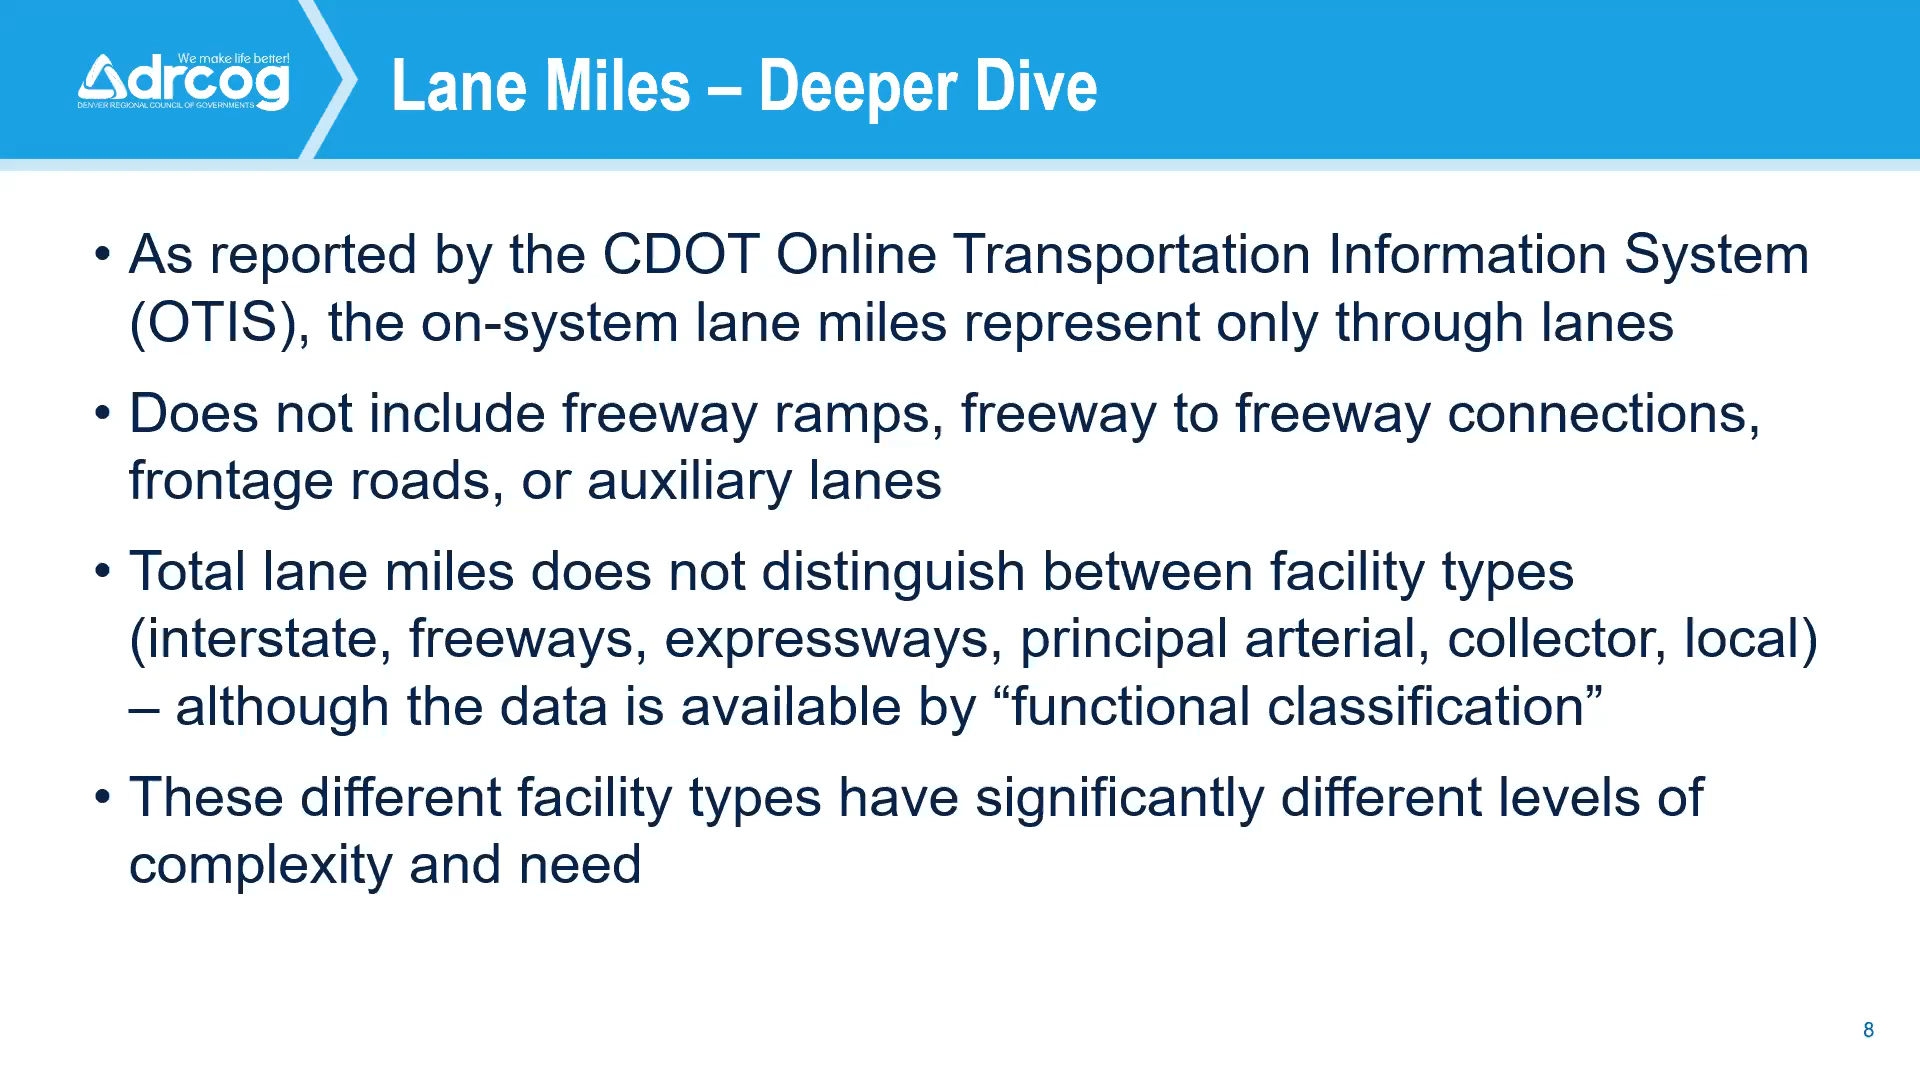 We make life better!
drcog
DENVER REGIONAL COUNCIL OF GOVERNMENTS
Lane Miles – Deeper Dive
• As reported by the CDOT Online Transportation Information System
(OTIS), the on-system lane miles represent only through lanes
• Does not include freeway ramps, freeway to freeway connections,
frontage roads, or auxiliary lanes
• Total lane miles does not distinguish between facility types
(interstate, freeways, expressways, principal arterial, collector, local)
– although the data is available by “functional classification”
• These different facility types have significantly different levels of
complexity and need
8